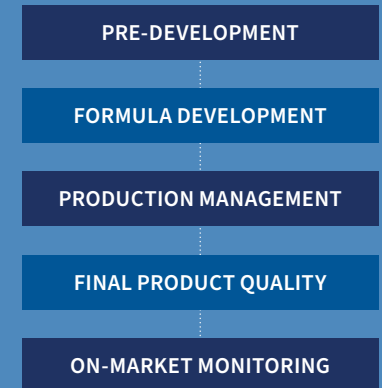 PRE-DEVELOPMENT
FORMULA DEVELOPMENT
PRODUCTION MANAGEMENT
FINAL PRODUCT QUALITY
ON-MARKET MONITORING